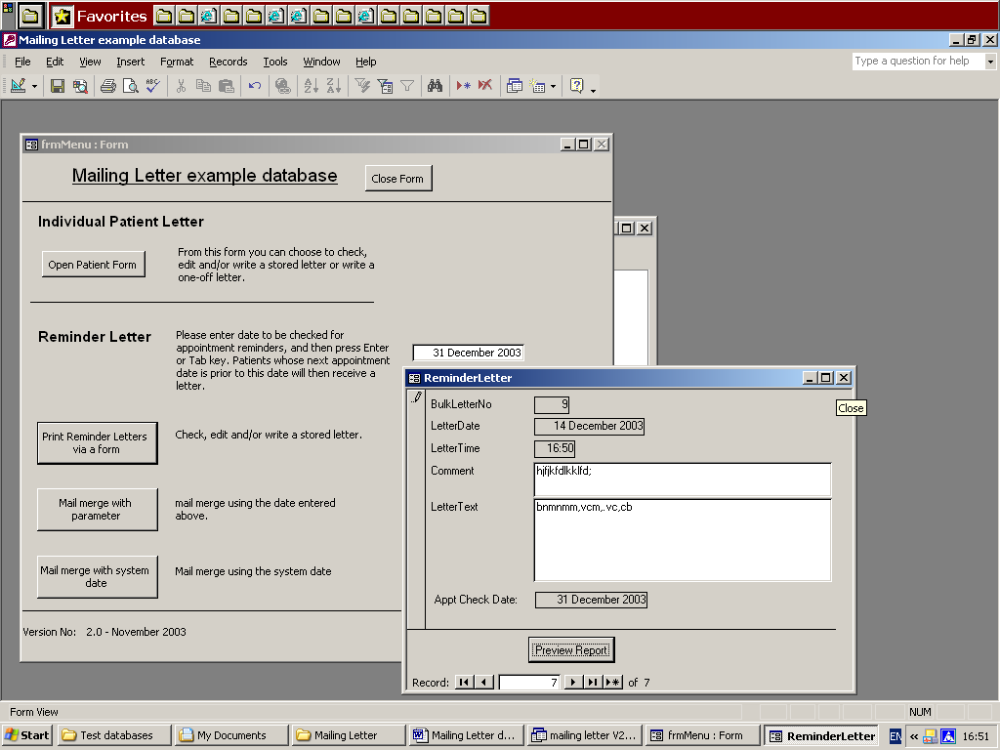 Favorites
Mailing Letter example database
File Edit View Insert Format Records Tools Window Help
Type a question for help
frmMenu : Form
Mailing Letter example database
Close Form
Individual Patient Letter
Open Patient Form
From this form you can choose to check,
edit and/or write a stored letter or write a
one-off letter.
Reminder Letter
Please enter date to be checked for
appointment reminders, and then press Enter
or Tab key. Patients whose next appointment
date is prior to this date will then receive a
letter.
31 December 2003
Print Reminder Letters
via a form
Check, edit and/or write a stored letter.
Mail merge with
parameter
mail merge using the date entered
above.
Mail merge with system
date
Mail merge using the system date
Version No: 2.0 - November 2003
ReminderLetter
BulkLetterNo 9
LetterDate 14 December 2003
LetterTime 16:50
Comment hjfjkfdlkklfd;
LetterText bnmnmm,vcm,.vc,cb
Appt Check Date: 31 December 2003
Preview Report
Record: 7 of 7
Close
Form View NUM
Start Test databases My Documents Mailing Letter Mailing Letter d... mailing letter V2... frmMenu : Form ReminderLetter EN « 16:51